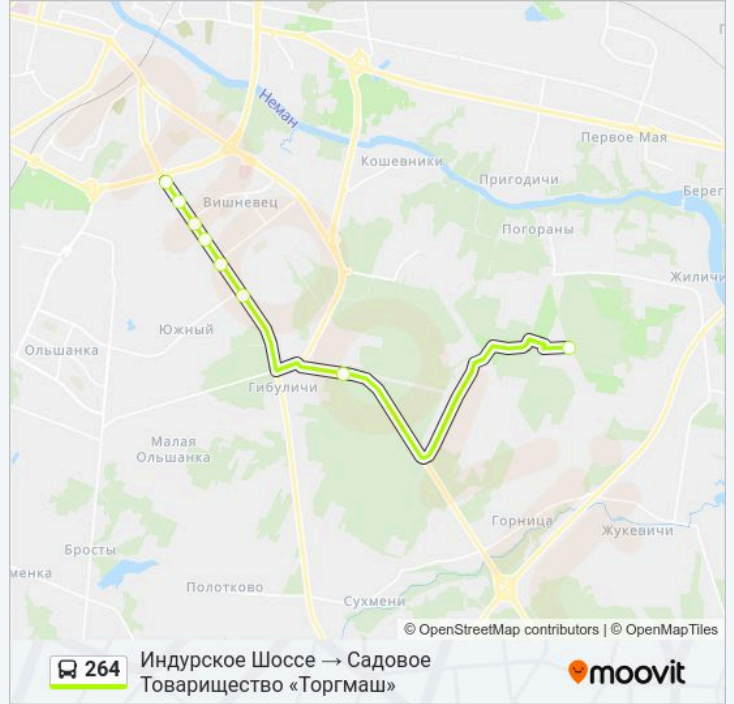 Неман
Первое Мая
Кошевники
Пригодичи
Берег
Вишневец
Погораны
Жиличи
Южный
Ольшанка
Гибуличи
Малая
Ольшанка
Горница
Жукевичи
Бросты
менка
Полотково
Сухмени
© OpenStreetMap contributors | © OpenMapTiles
264
Индурское Шоссе → Садовое
Товарищество «Торгмаш»
moovit